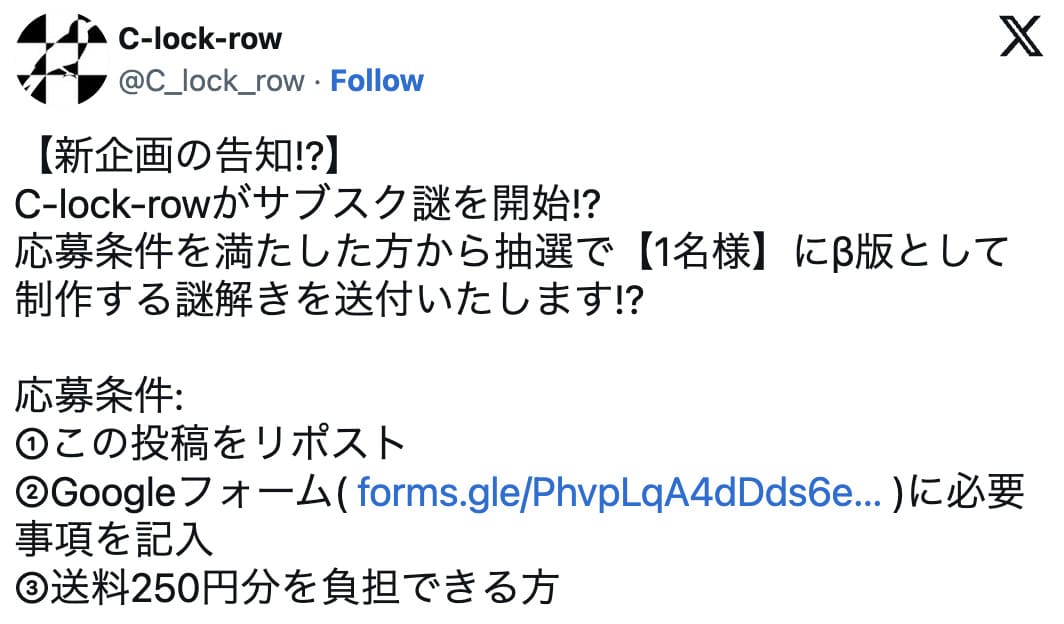 C-lock-row
@C_lock_row · Follow
【新企画の告知!?】
C-lock-rowがサブスク謎を開始!?
応募条件を満たした方から抽選で【1名様】にβ版として
制作する謎解きを送付いたします!?
応募条件:
①この投稿をリポスト
②Googleフォーム( forms.gle/PhvpLqA4dDds6e… )に必要
事項を記入
③送料250円分を負担できる方